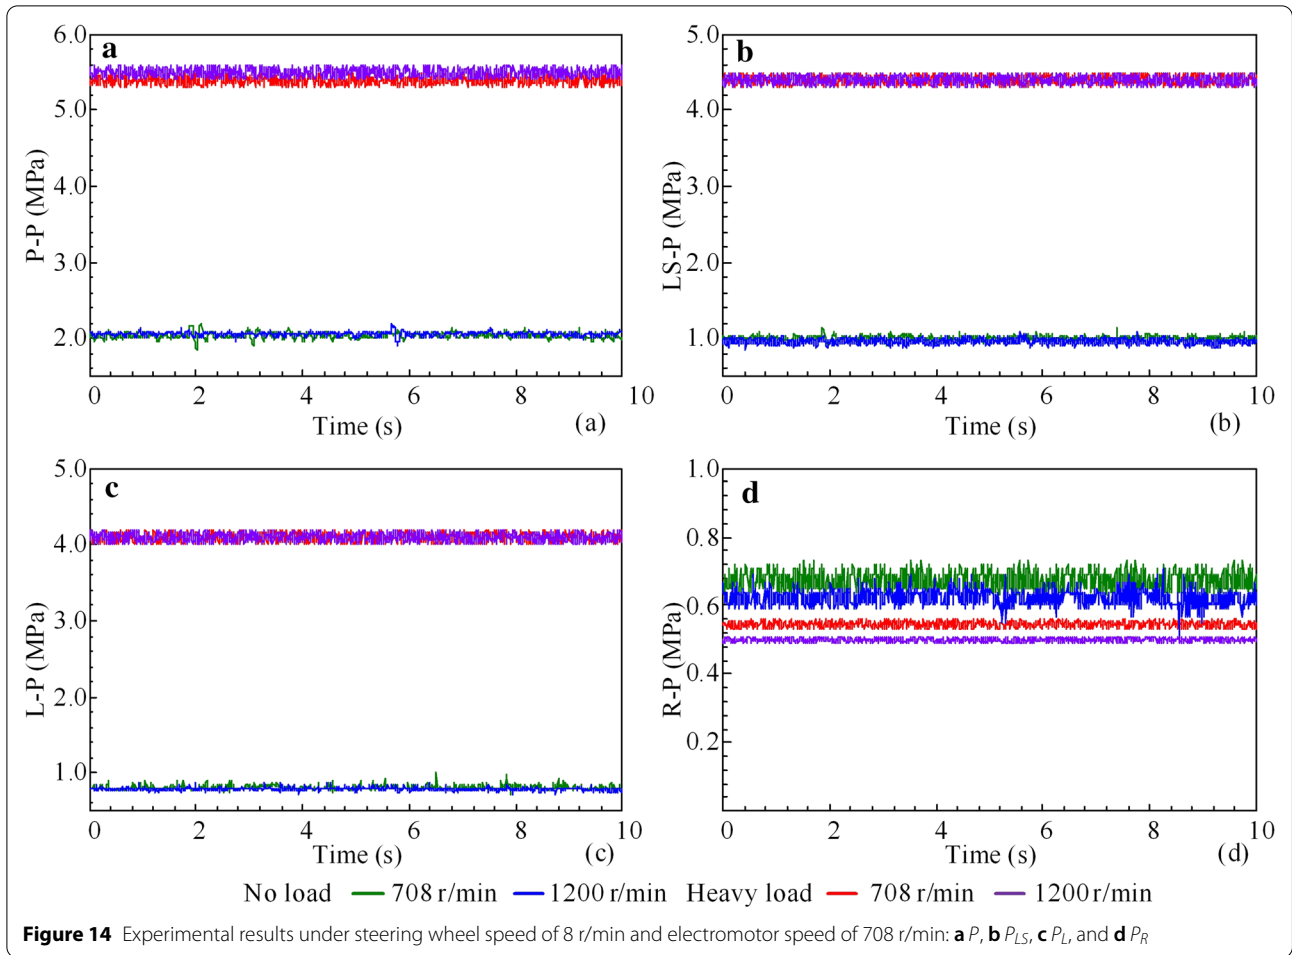 6.0
a
5.0
4.0
3.0
2.0
P-P (MPa)
0 2 4 6 8 10
Time (s)
(a)
5.0
b
4.0
3.0
2.0
1.0
LS-P (MPa)
0 2 4 6 8 10
Time (s)
(b)
5.0
c
4.0
3.0
2.0
1.0
L-P (MPa)
0 2 4 6 8 10
Time (s)
(c)
1.0
d
0.8
0.6
0.4
0.2
R-P (MPa)
0 2 4 6 8 10
Time (s)
(d)
No load 708 r/min 1200 r/min Heavy load 708 r/min 1200 r/min
Figure 14 Experimental results under steering wheel speed of 8 r/min and electromotor speed of 708 r/min: a P, b P_LS, c P_L, and d P_R